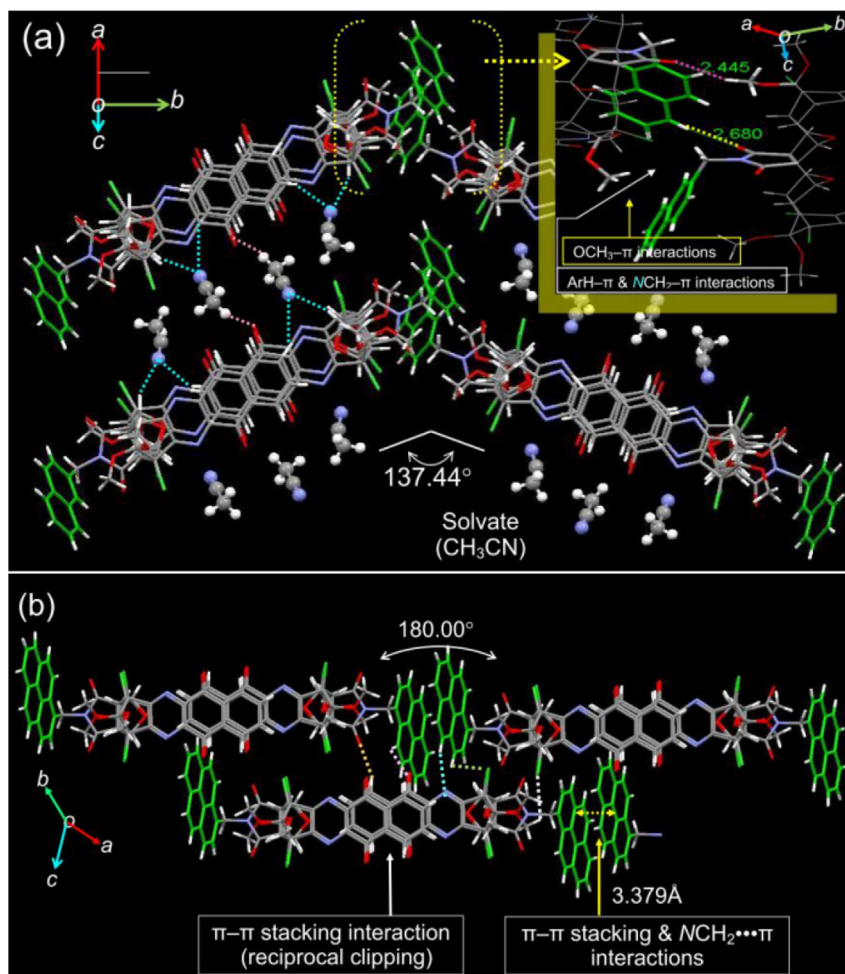 (a)
a
o
b
c
2.445
2.680
a
o
b
c
OCH₃–π interactions
ArH–π & NCH₂–π interactions
137.44°
Solvate
(CH₃CN)
(b)
180.00°
b
o
a
c
3.379Å
π–π stacking interaction
(reciprocal clipping)
π–π stacking & NCH₂•••π
interactions